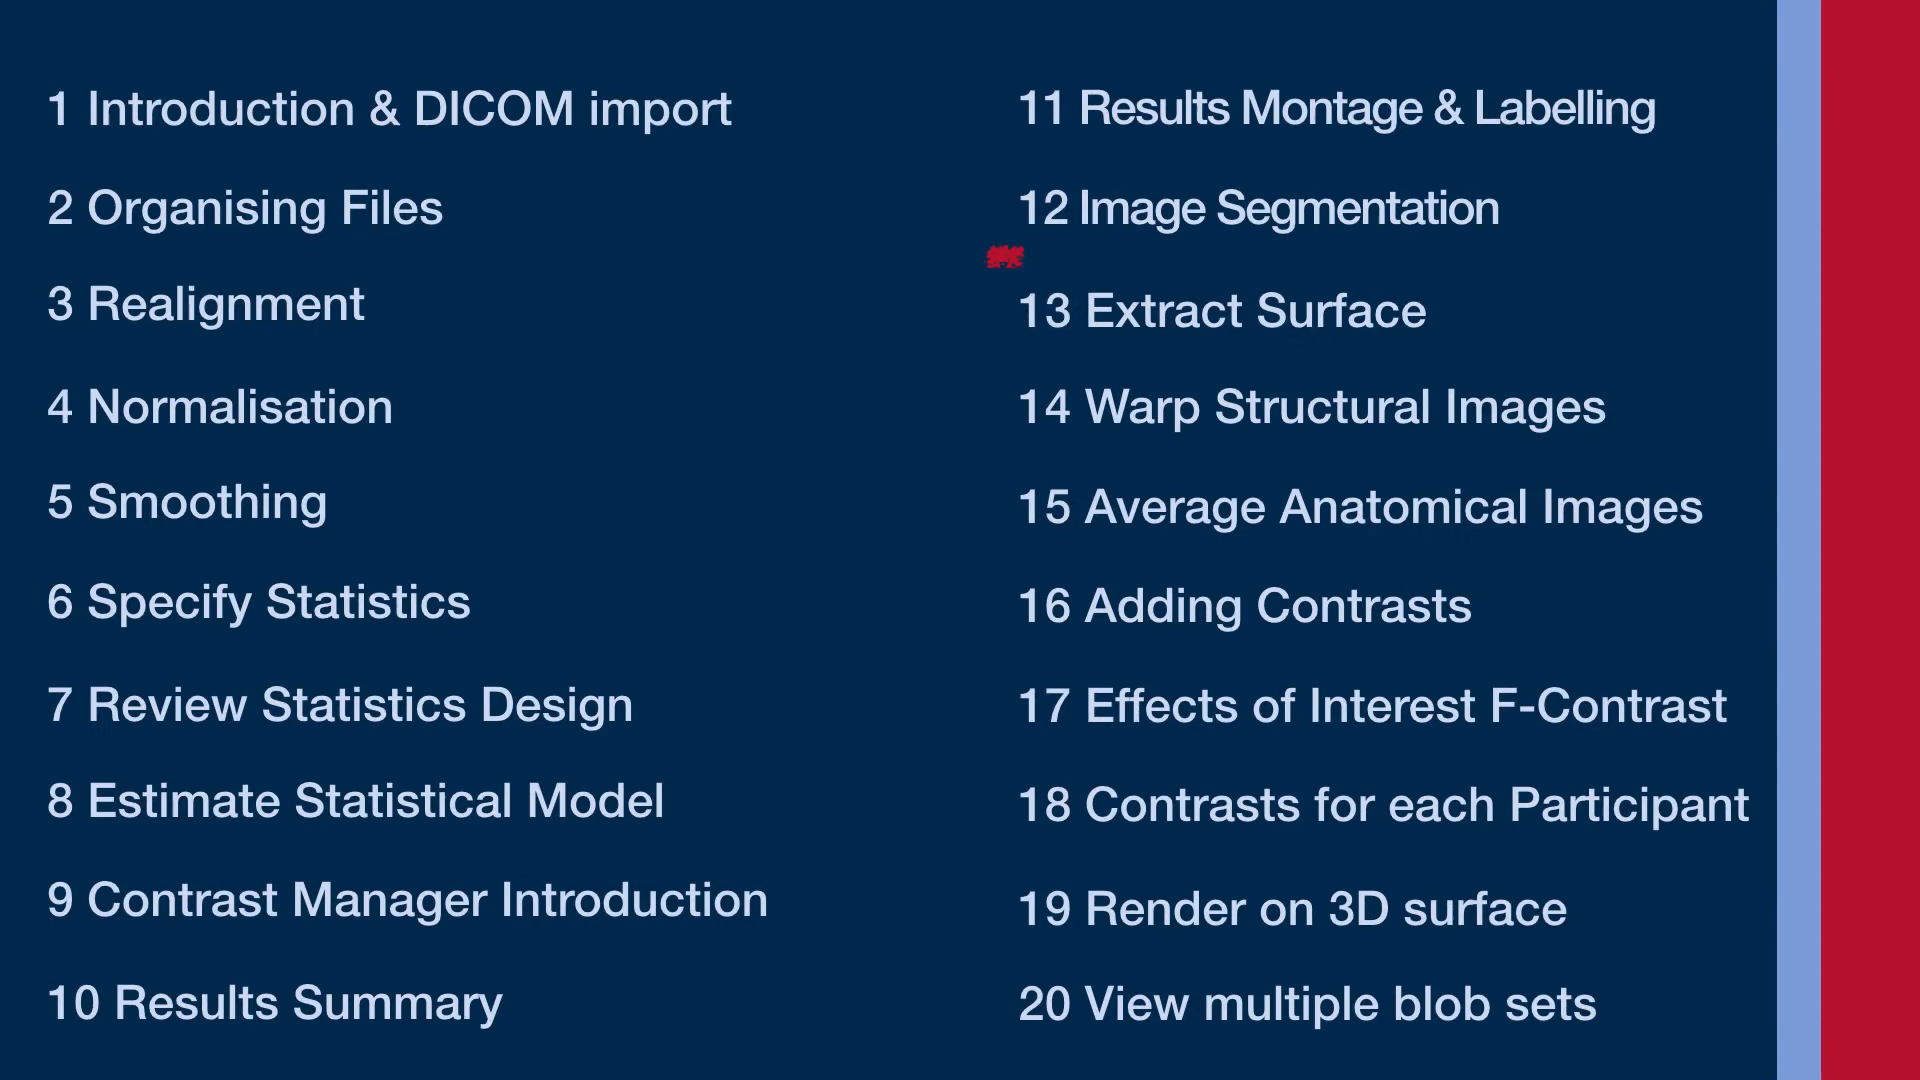 1 Introduction & DICOM import
2 Organising Files
3 Realignment
4 Normalisation
5 Smoothing
6 Specify Statistics
7 Review Statistics Design
8 Estimate Statistical Model
9 Contrast Manager Introduction
10 Results Summary
11 Results Montage & Labelling
12 Image Segmentation
13 Extract Surface
14 Warp Structural Images
15 Average Anatomical Images
16 Adding Contrasts
17 Effects of Interest F-Contrast
18 Contrasts for each Participant
19 Render on 3D surface
20 View multiple blob sets